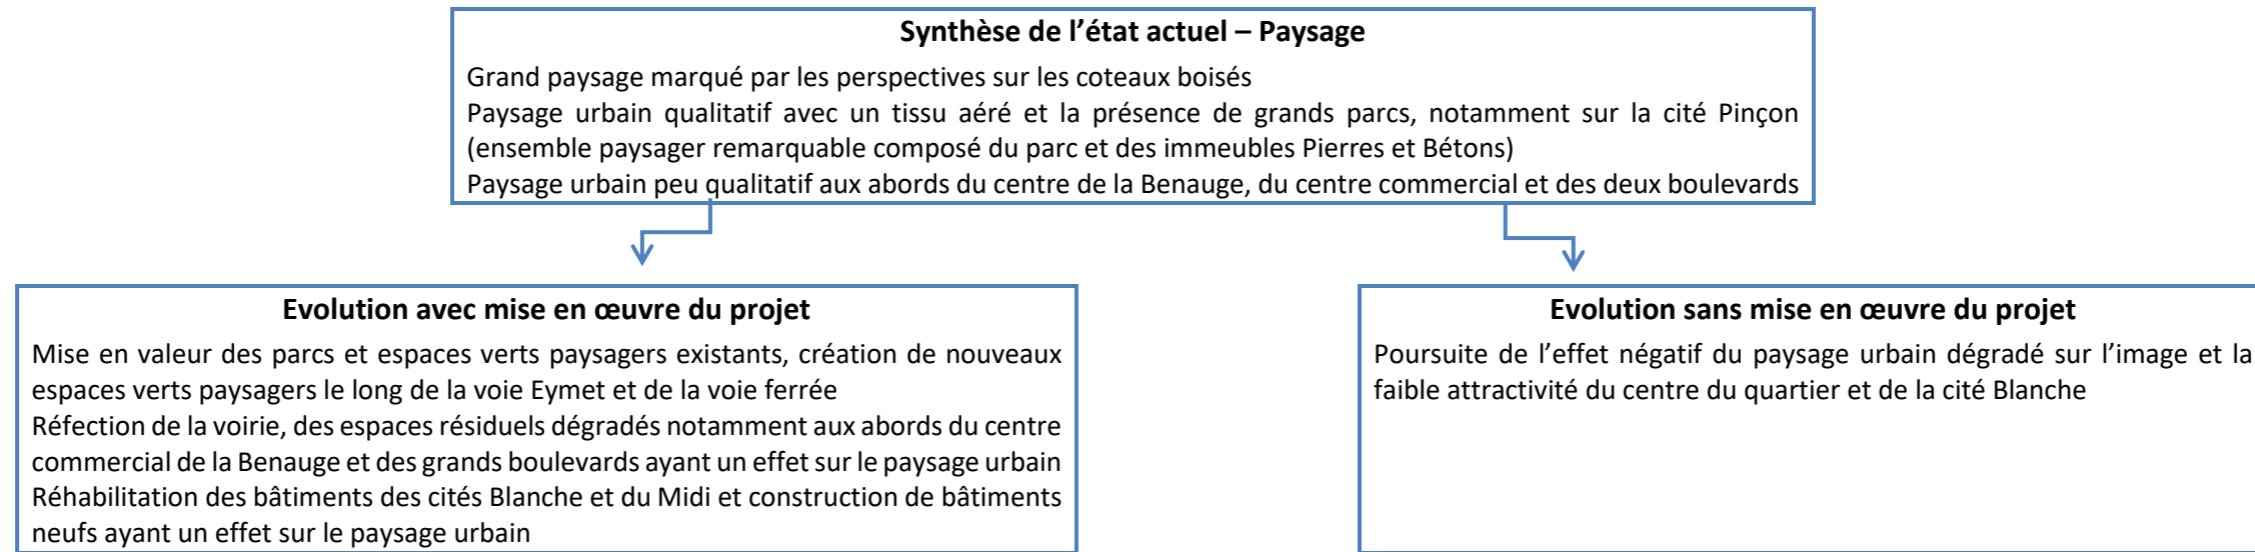 Synthèse de l’état actuel – Paysage
Grand paysage marqué par les perspectives sur les coteaux boisés
Paysage urbain qualitatif avec un tissu aéré et la présence de grands parcs, notamment sur la cité Pinçon
(ensemble paysager remarquable composé du parc et des immeubles Pierres et Bétons)
Paysage urbain peu qualitatif aux abords du centre de la Benauge, du centre commercial et des deux boulevards
Evolution avec mise en œuvre du projet
Mise en valeur des parcs et espaces verts paysagers existants, création de nouveaux
espaces verts paysagers le long de la voie Eymet et de la voie ferrée
Réfection de la voirie, des espaces résiduels dégradés notamment aux abords du centre
commercial de la Benauge et des grands boulevards ayant un effet sur le paysage urbain
Réhabilitation des bâtiments des cités Blanche et du Midi et construction de bâtiments
neufs ayant un effet sur le paysage urbain
Evolution sans mise en œuvre du projet
Poursuite de l’effet négatif du paysage urbain dégradé sur l’image et la
faible attractivité du centre du quartier et de la cité Blanche